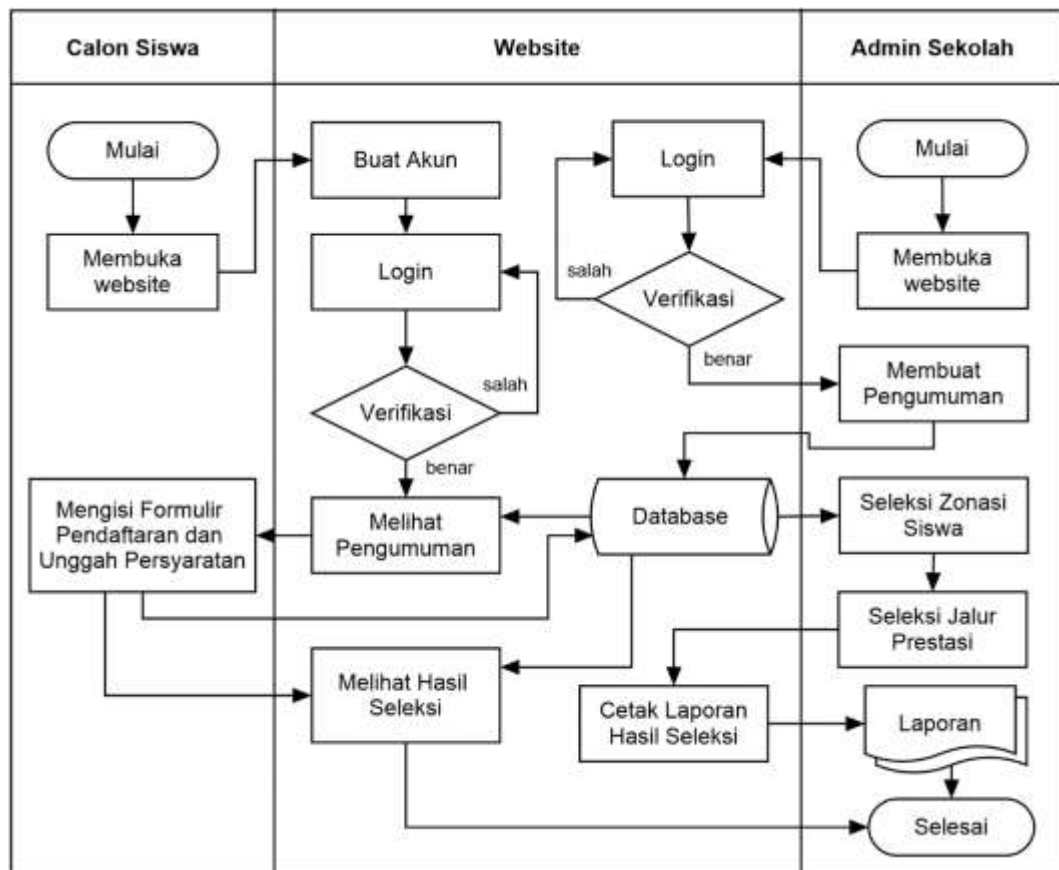 Calon Siswa
Website
Admin Sekolah
Mulai
Buat Akun
Login
Mulai
Membuka
website
Login
salah
Verifikasi
Membuka
website
benar
Membuat
Pengumuman
salah
Verifikasi
benar
Mengisi Formulir
Pendaftaran dan
Unggah Persyaratan
Melihat
Pengumuman
Database
Seleksi Zonasi
Siswa
Seleksi Jalur
Prestasi
Melihat Hasil
Seleksi
Cetak Laporan
Hasil Seleksi
Laporan
Selesai